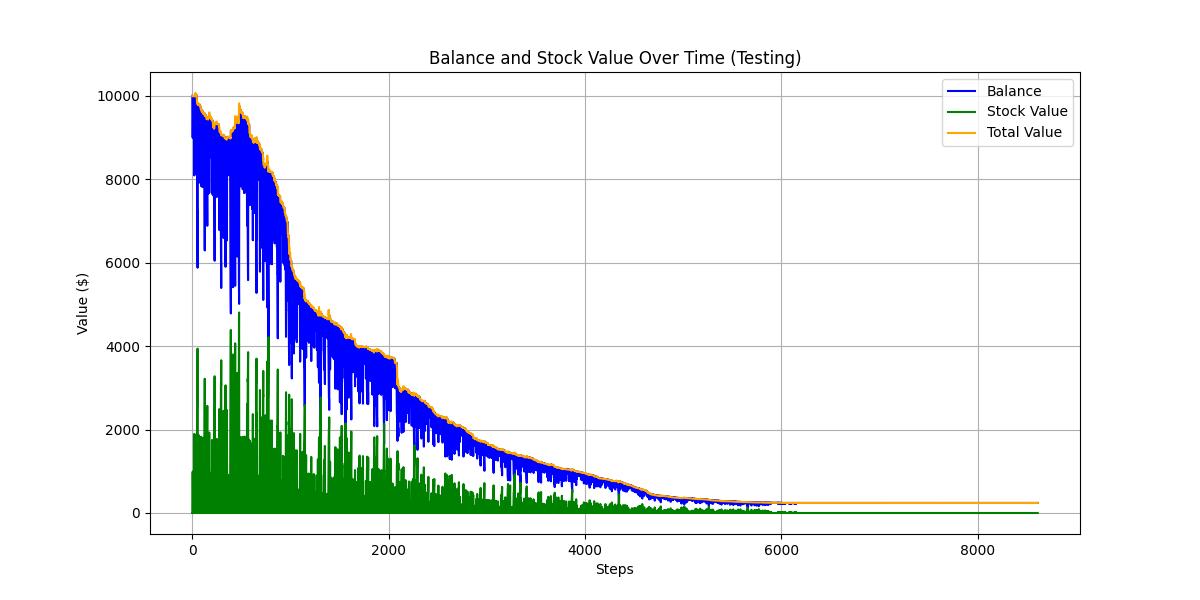 Balance and Stock Value Over Time (Testing)
Balance
Stock Value
Total Value
10000
8000
6000
4000
2000
0
Value ($)
0 2000 4000 6000 8000
Steps